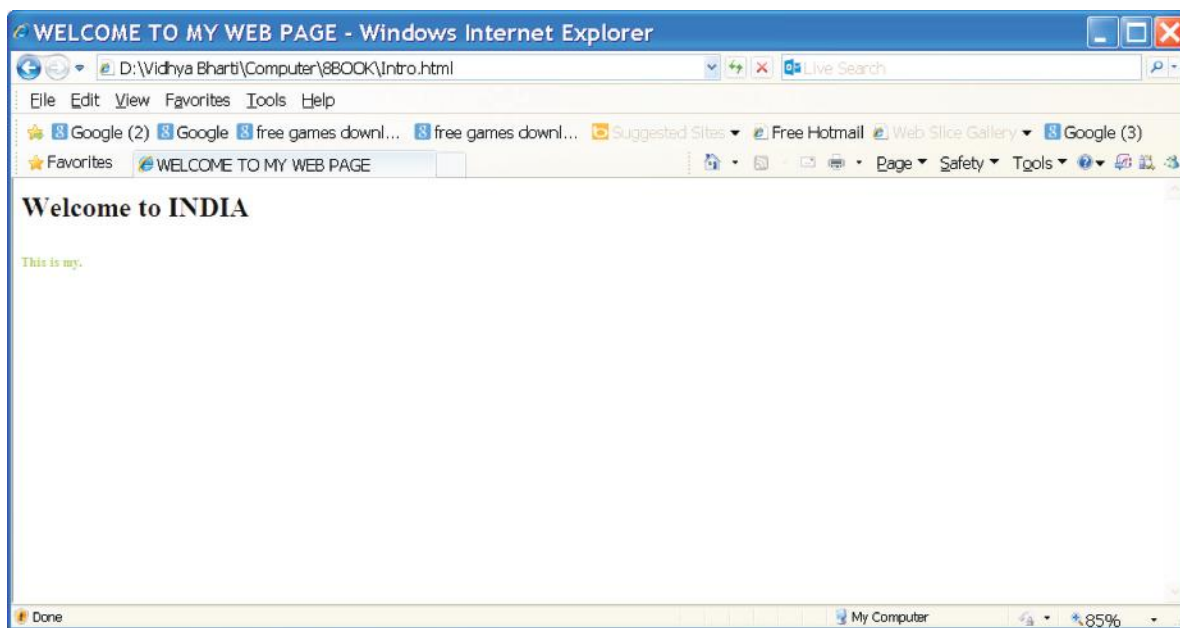 WELCOME TO MY WEB PAGE - Windows Internet Explorer
D:\Vidhya Bharti\Computer\8BOOK\Intro.html Live Search
File Edit View Favorites Tools Help
Google (2) Google free games downl... free games downl... Suggested Sites Free Hotmail Web Slice Gallery Google (3)
Favorites WELCOME TO MY WEB PAGE Page Safety Tools
Welcome to INDIA
This is my.
Done My Computer 85%